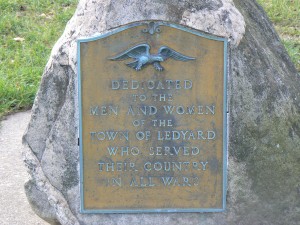 DEDICATED
TO THE
MEN AND WOMEN
OF THE
TOWN OF LEDYARD
WHO SERVED
THEIR COUNTRY
IN ALL WARS